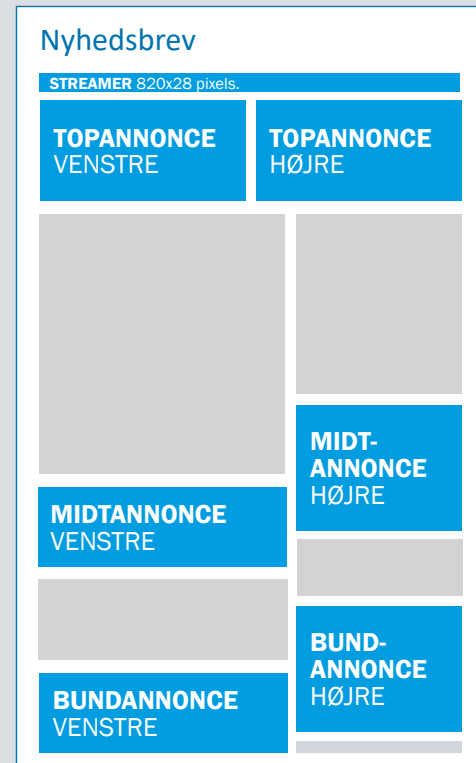 Nyhedsbrev
STREAMER 820x28 pixels.
TOPANNONCE
VENSTRE
TOPANNONCE
HØJRE
MIDT-
ANNONCE
HØJRE
MIDTANNONCE
VENSTRE
BUND-
ANNONCE
HØJRE
BUNDANNONCE
VENSTRE